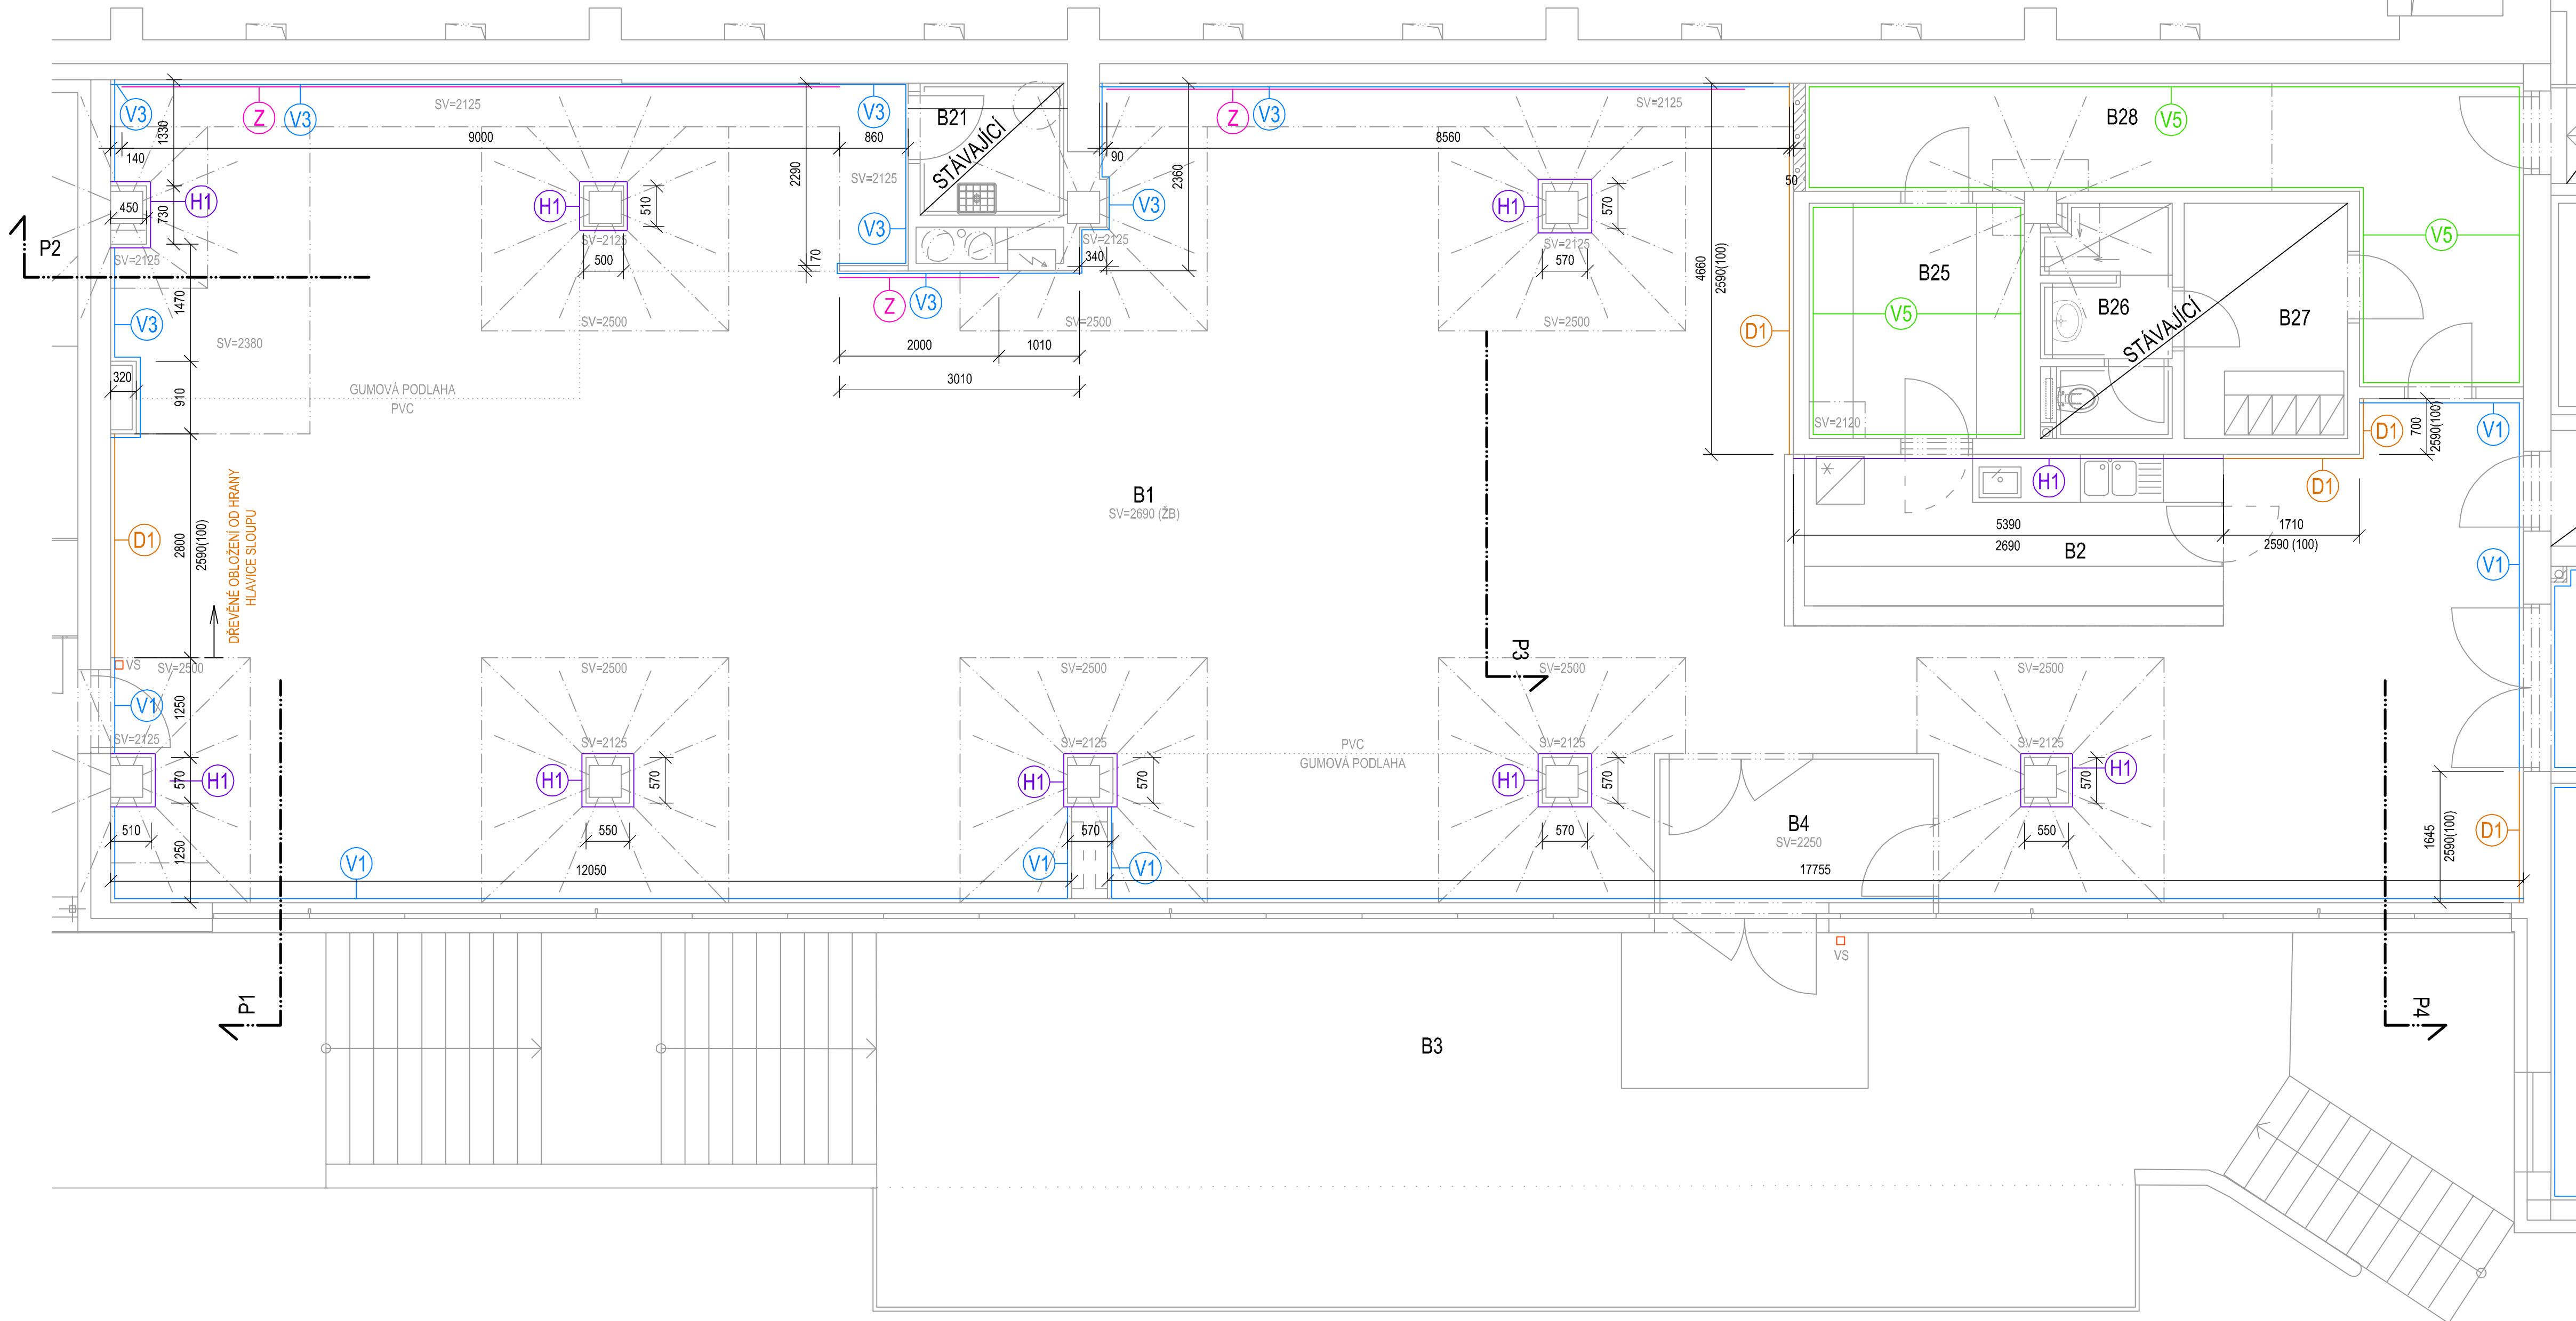 SV=2125
SV=2125
V3
Z
V3
V3
B21
STÁVAJÍCÍ
Z
V3
B28
V5
1330
9000
860
8560
140
90
2290
SV=2125
2360
50
450
730
H1
H1
510
V3
V3
H1
570
P2
SV=2125
SV=2125
SV=2125
SV=2125
500
70
340
570
4660
2590(100)
B25
V5
B26
STÁVAJÍCÍ
B27
V5
1470
V3
SV=2380
SV=2500
Z
V3
SV=2500
SV=2500
D1
2000
1010
3010
320
910
GUMOVÁ PODLAHA
PVC
SV=2120
700
2590(100)
D1
V1
B1
SV=2690 (ŽB)
H1
D1
D1
2800
2590(100)
DŘEVĚNÉ OBLOŽENÍ OD HRANY
HLAVICE SLOUPU
5390
2690
B2
1710
2590 (100)
V1
P3
VS
SV=2500
SV=2500
SV=2500
SV=2500
SV=2500
V1
1250
SV=2125
SV=2125
SV=2125
PVC
GUMOVÁ PODLAHA
SV=2125
SV=2125
570
H1
H1
570
H1
570
H1
570
570
H1
510
550
570
570
B4
SV=2250
550
1645
2590(100)
D1
1250
V1
V1
V1
12050
17755
VS
P1
P4
B3